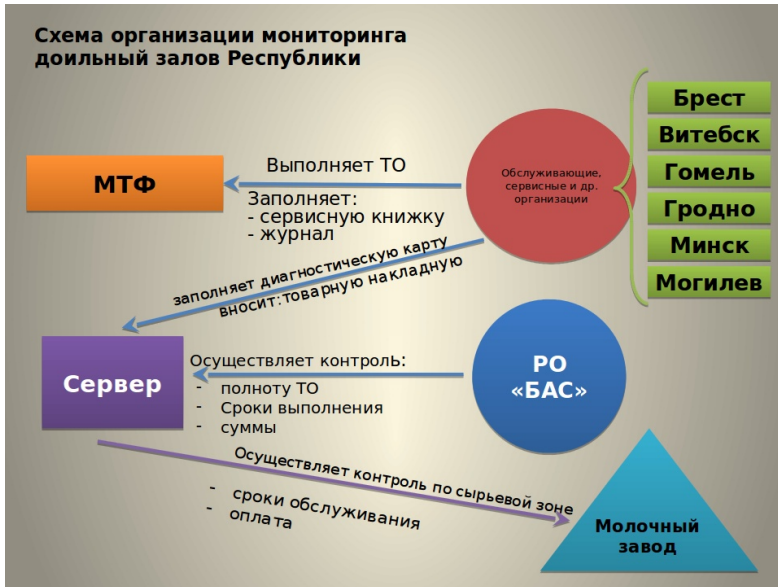 Схема организации мониторинга
доильный залов Республики
Брест
Витебск
Гомель
Гродно
Минск
Могилев
Обслуживающие,
сервисные и др.
организации
МТФ
Выполняет ТО
Заполняет:
- сервисную книжку
- журнал
заполняет диагностическую карту
вносит:товарную накладную
Сервер
Осуществляет контроль:
- полноту ТО
- Сроки выполнения
- суммы
РО
«БАС»
Осуществляет контроль по сырьевой зоне
- сроки обслуживания
- оплата
Молочный
завод